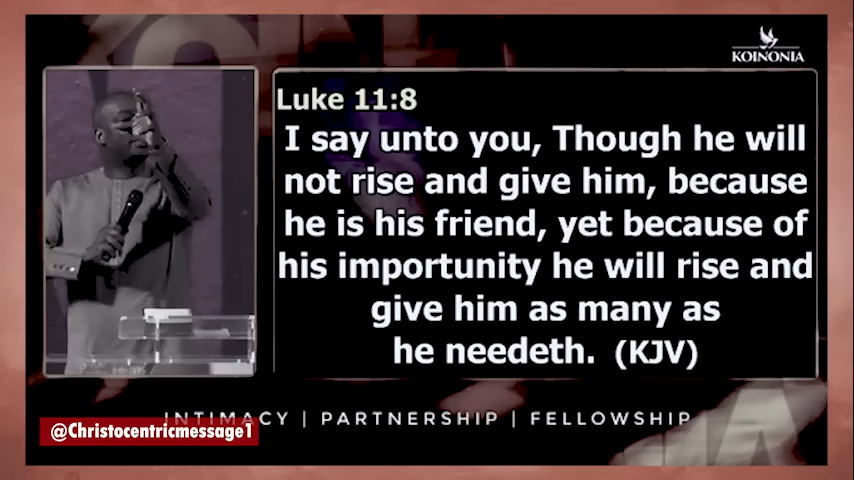 KOINONIA
Luke 11:8
I say unto you, Though he will
not rise and give him, because
he is his friend, yet because of
his importunity he will rise and
give him as many as
he needeth. (KJV)
INTIMACY | PARTNERSHIP | FELLOWSHIP
@Christocentricmessage1